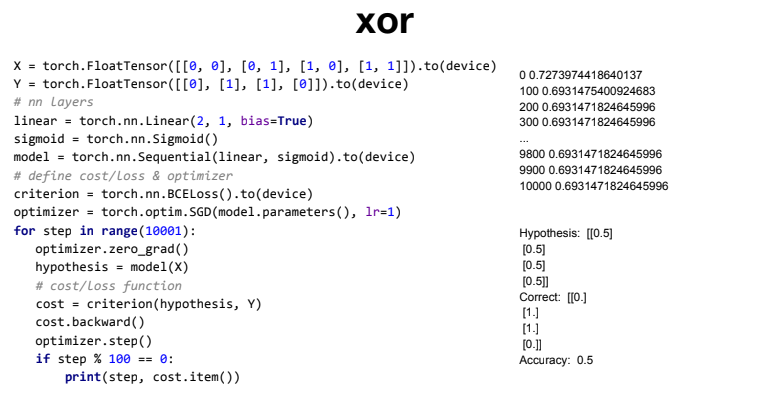 xor
X = torch.FloatTensor([[0, 0], [0, 1], [1, 0], [1, 1]]).to(device)
Y = torch.FloatTensor([[0], [1], [1], [0]]).to(device)
# nn layers
linear = torch.nn.Linear(2, 1, bias=True)
sigmoid = torch.nn.Sigmoid()
model = torch.nn.Sequential(linear, sigmoid).to(device)
# define cost/loss & optimizer
criterion = torch.nn.BCELoss().to(device)
optimizer = torch.optim.SGD(model.parameters(), lr=1)
for step in range(10001):
    optimizer.zero_grad()
    hypothesis = model(X)
    # cost/loss function
    cost = criterion(hypothesis, Y)
    cost.backward()
    optimizer.step()
    if step % 100 == 0:
        print(step, cost.item())
0 0.7273974418640137
100 0.6931475400924683
200 0.6931471824645996
300 0.6931471824645996
...
9800 0.6931471824645996
9900 0.6931471824645996
10000 0.6931471824645996
Hypothesis:  [[0.5]
 [0.5]
 [0.5]
 [0.5]]
Correct:  [[0.]
 [1.]
 [1.]
 [0.]]
Accuracy:  0.5